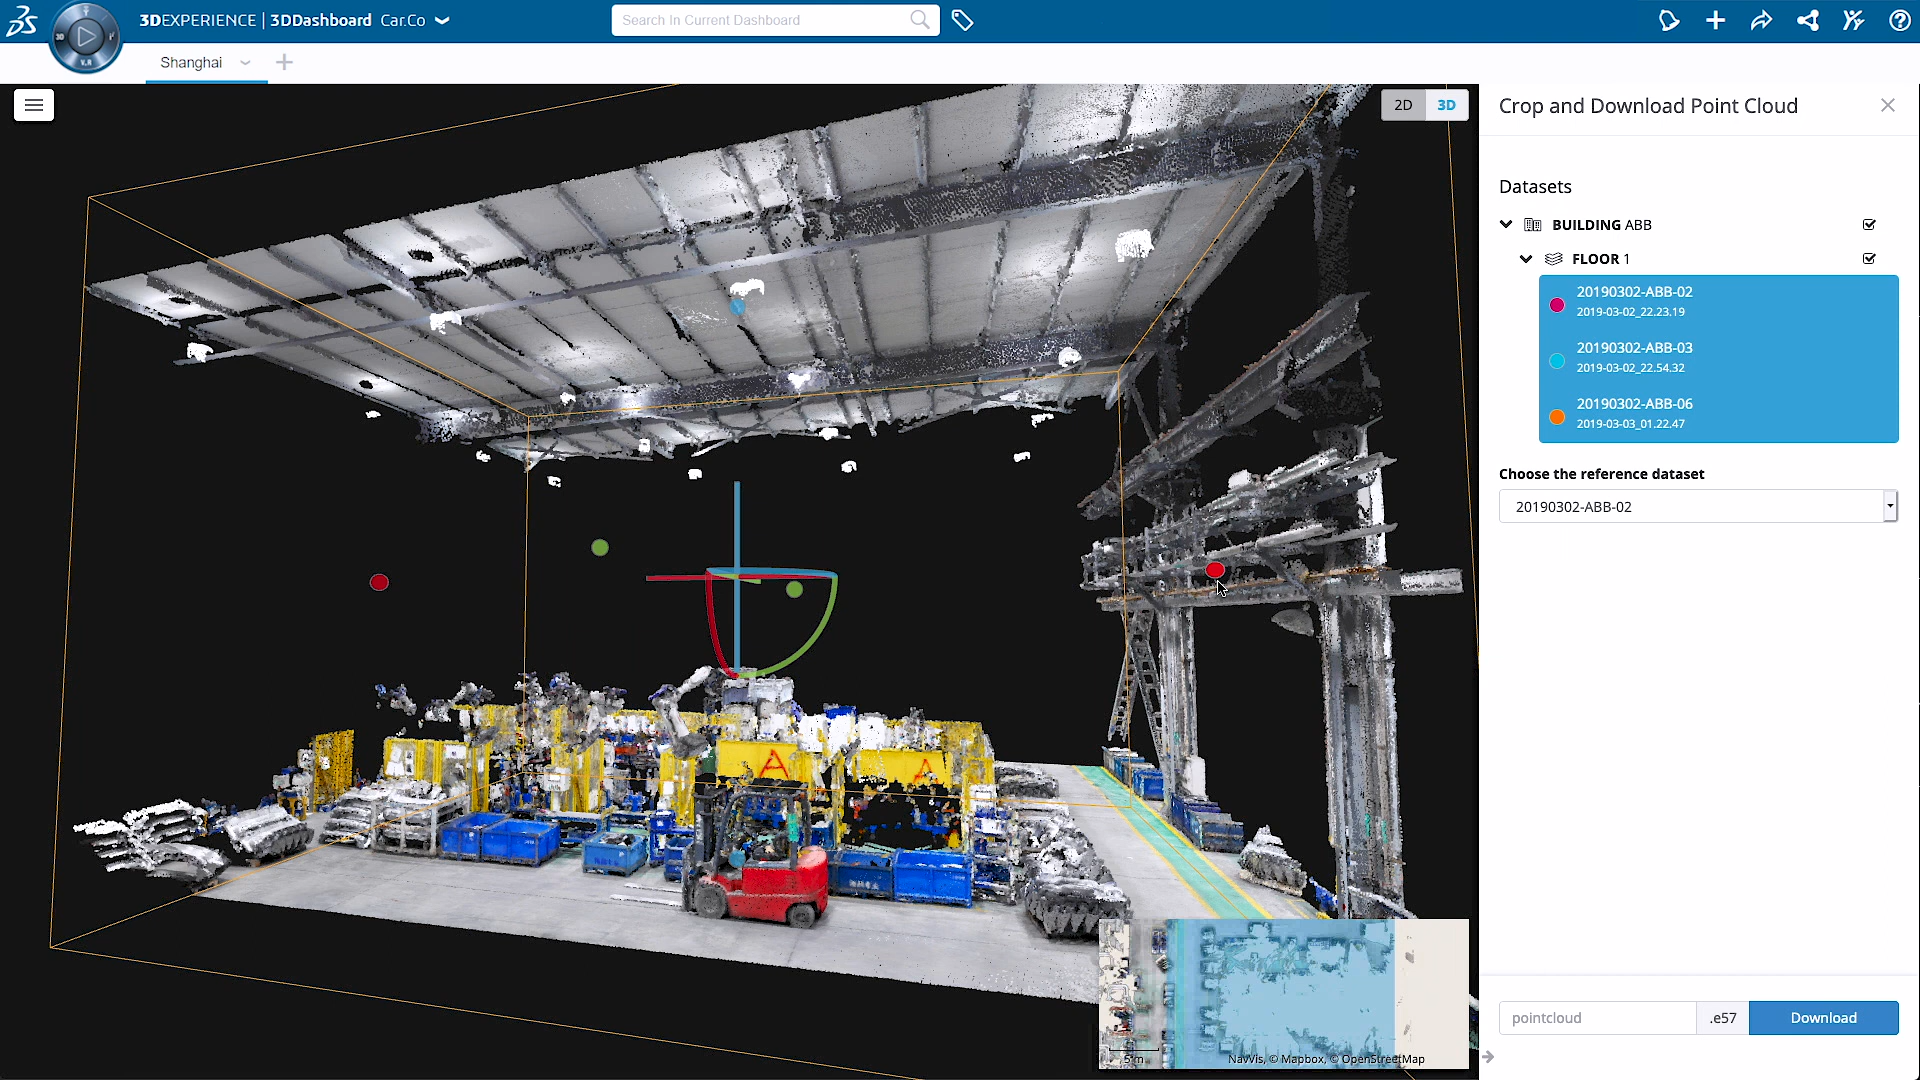 3DEXPERIENCE | 3DDashboard Car.Co
Search In Current Dashboard
3D
V.R
Shanghai
2D 3D
Crop and Download Point Cloud
Datasets
BUILDING ABB
FLOOR 1
20190302-ABB-02
2019-03-02_22.23.19
20190302-ABB-03
2019-03-02_22.54.32
20190302-ABB-06
2019-03-03_01.22.47
Choose the reference dataset
20190302-ABB-02
A
A
5 m
NavVis, © Mapbox, © OpenStreetMap
pointcloud
.e57
Download